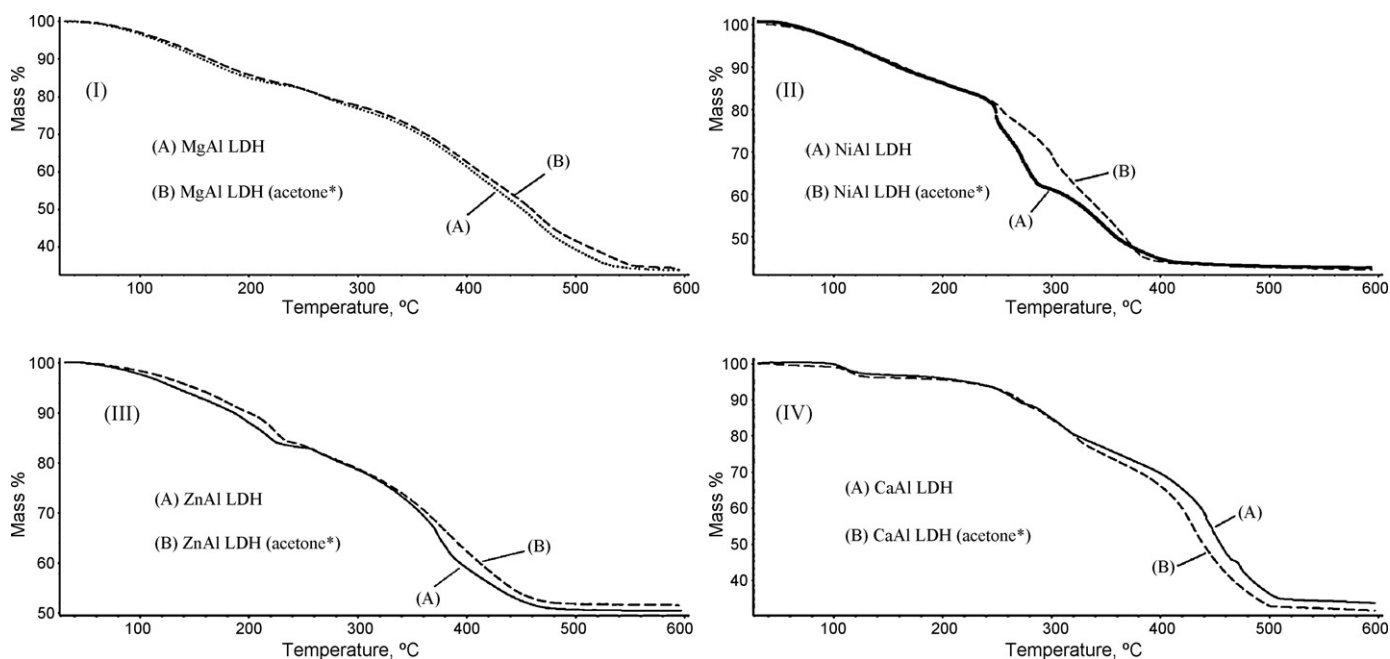 100
90
80
70
60
50
40
Mass %
(I)
(A) MgAl LDH
(B) MgAl LDH (acetone*)
(B)
(A)
100 200 300 400 500 600
Temperature, ºC
100
90
80
70
60
50
Mass %
(II)
(A) NiAl LDH
(B) NiAl LDH (acetone*)
(B)
(A)
100 200 300 400 500 600
Temperature, ºC
100
90
80
70
60
50
Mass %
(III)
(A) ZnAl LDH
(B) ZnAl LDH (acetone*)
(B)
(A)
100 200 300 400 500 600
Temperature, ºC
100
90
80
70
60
50
40
Mass %
(IV)
(A) CaAl LDH
(B) CaAl LDH (acetone*)
(A)
(B)
100 200 300 400 500 600
Temperature, ºC